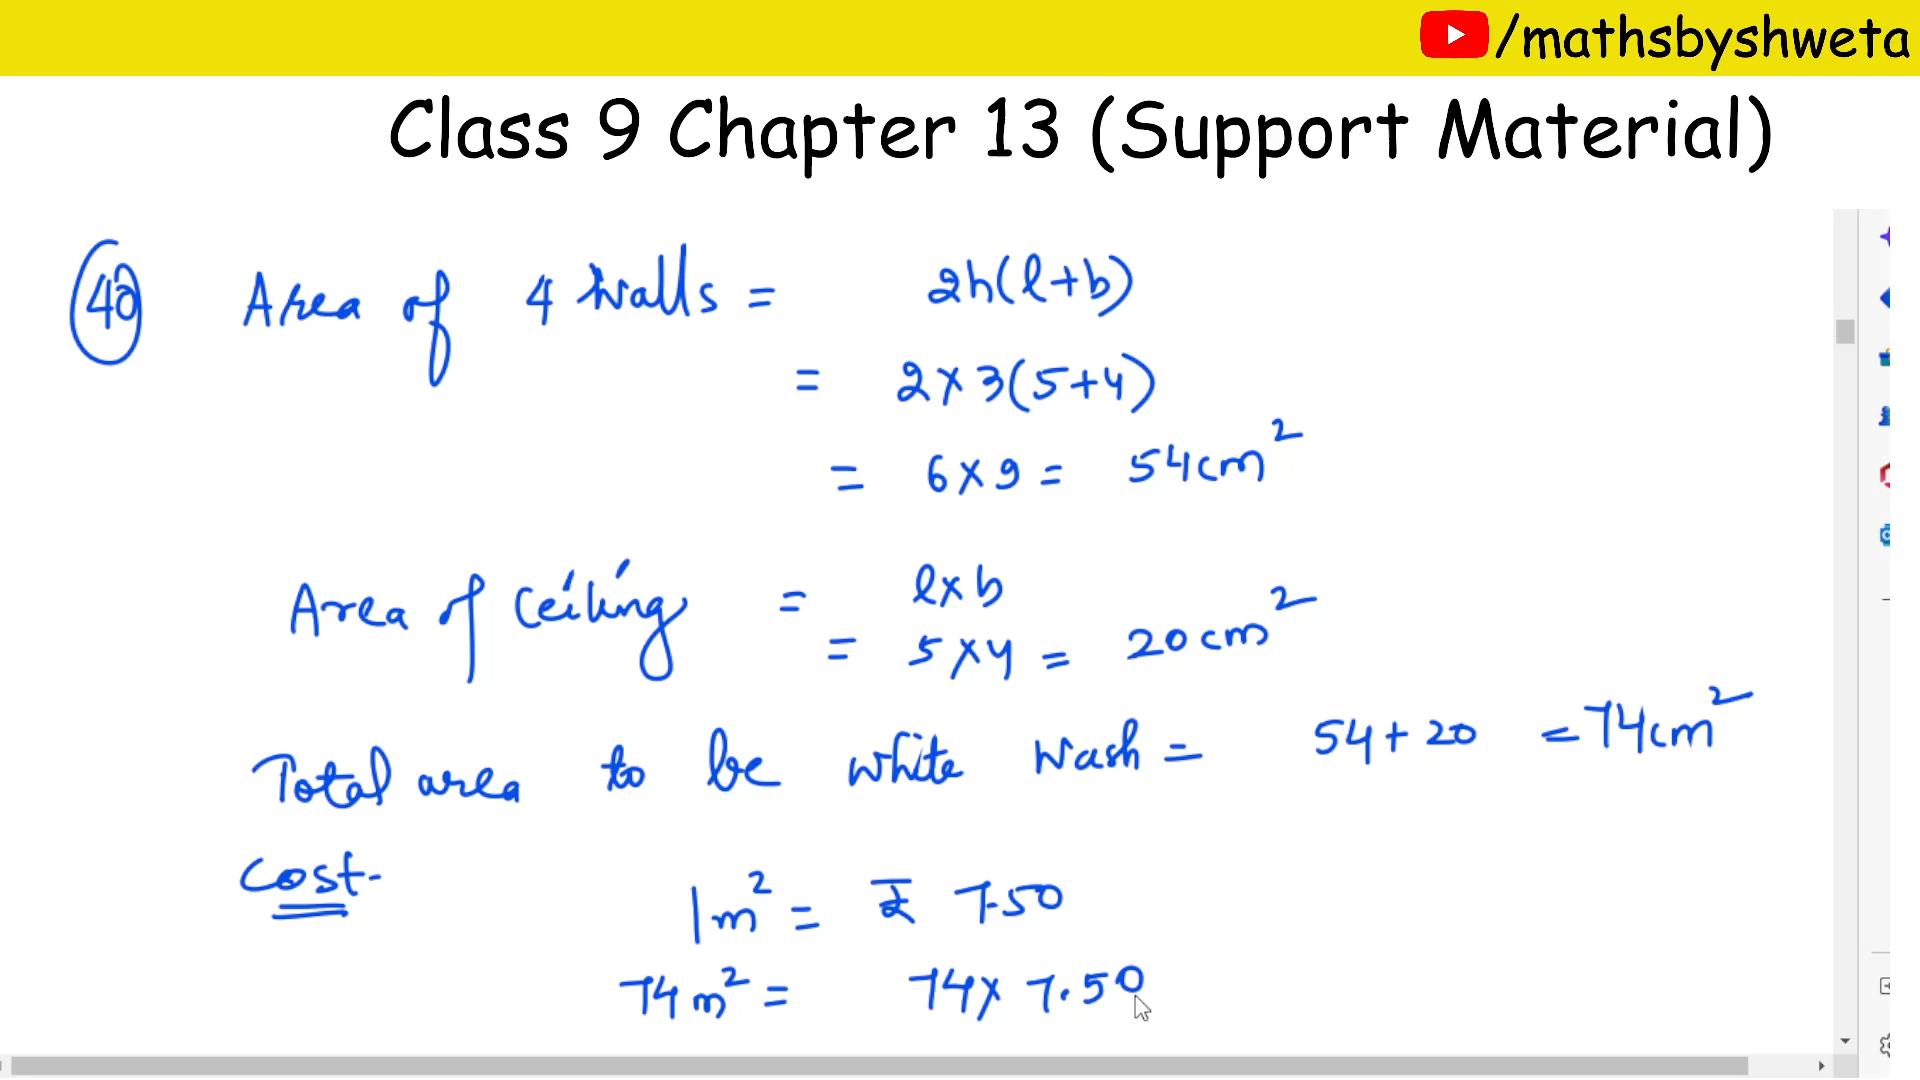 /mathsbyshweta
Class 9 Chapter 13 (Support Material)
40 Area of 4 walls = 2h(l+b)
= 2×3(5+4)
= 6×9 = 54cm²
Area of Ceiling = l×b
= 5×4 = 20cm²
Total area to be white wash = 54+20 = 74cm²
Cost-
1m² = ₹ 7.50
74m² = 74× 7.50